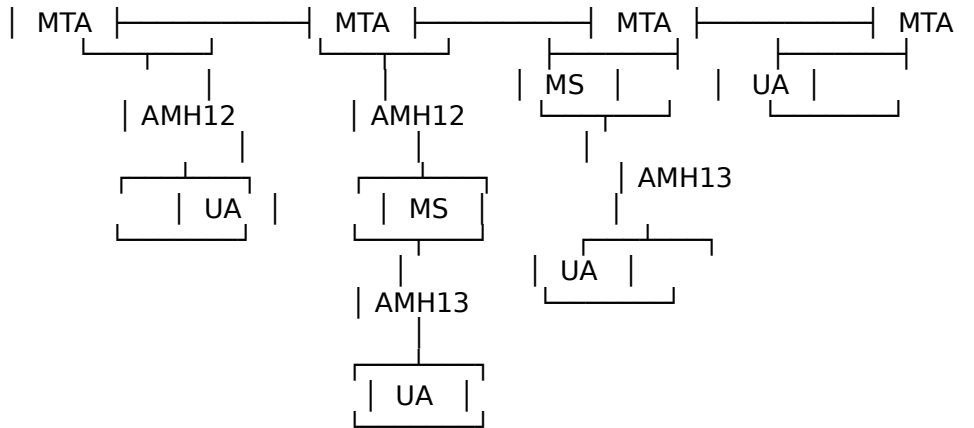 MTA MTA MTA MTA
MS UA
AMH12 AMH12
AMH13
UA MS
UA
AMH13
UA